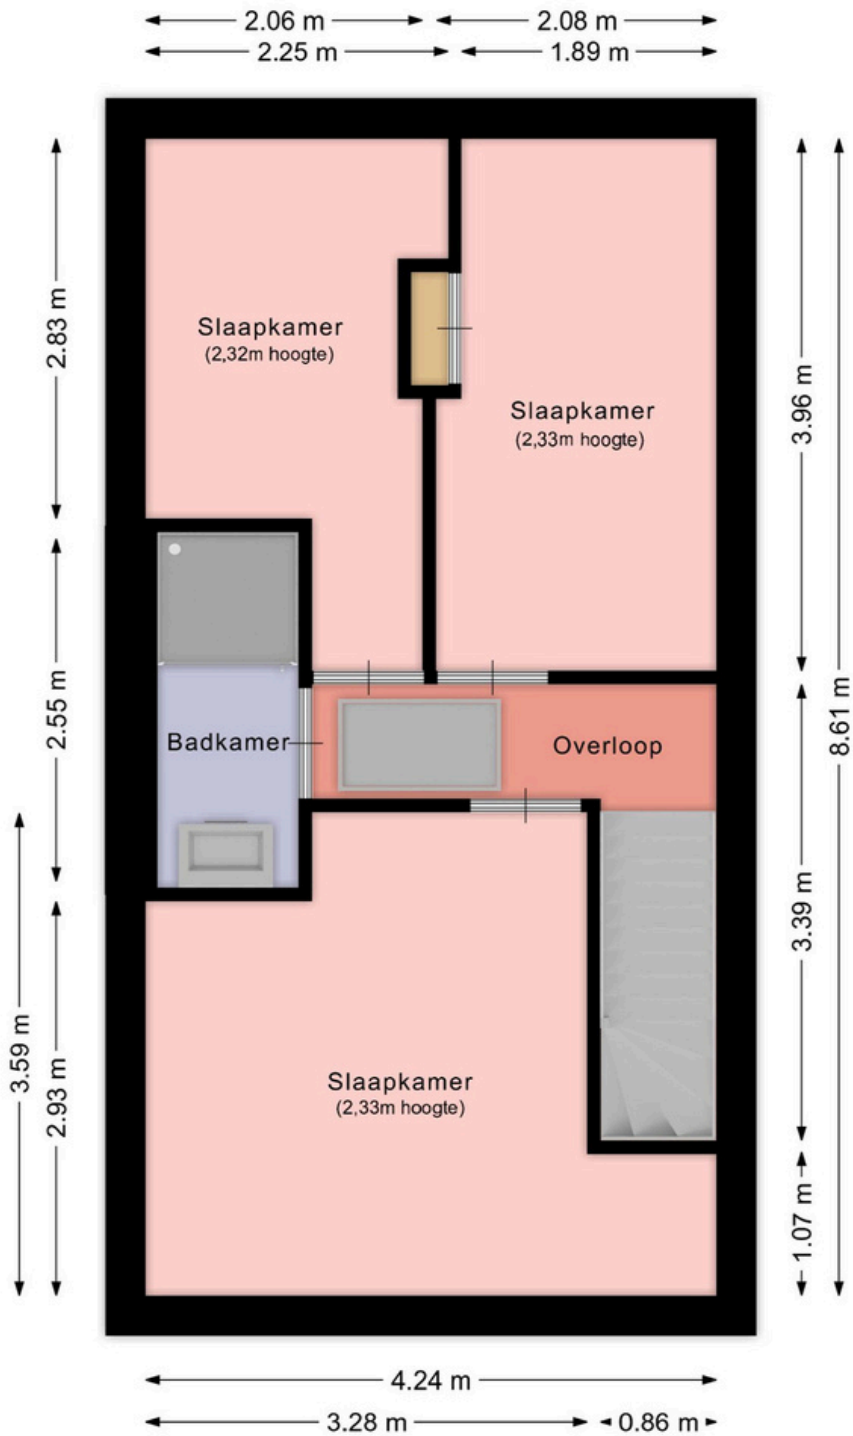 2.06 m
2.08 m
2.25 m
1.89 m
2.83 m
Slaapkamer
(2,32m hoogte)
Slaapkamer
(2,33m hoogte)
3.96 m
2.55 m
Badkamer
Overloop
8.61 m
3.59 m
2.93 m
3.39 m
Slaapkamer
(2,33m hoogte)
1.07 m
4.24 m
3.28 m
0.86 m